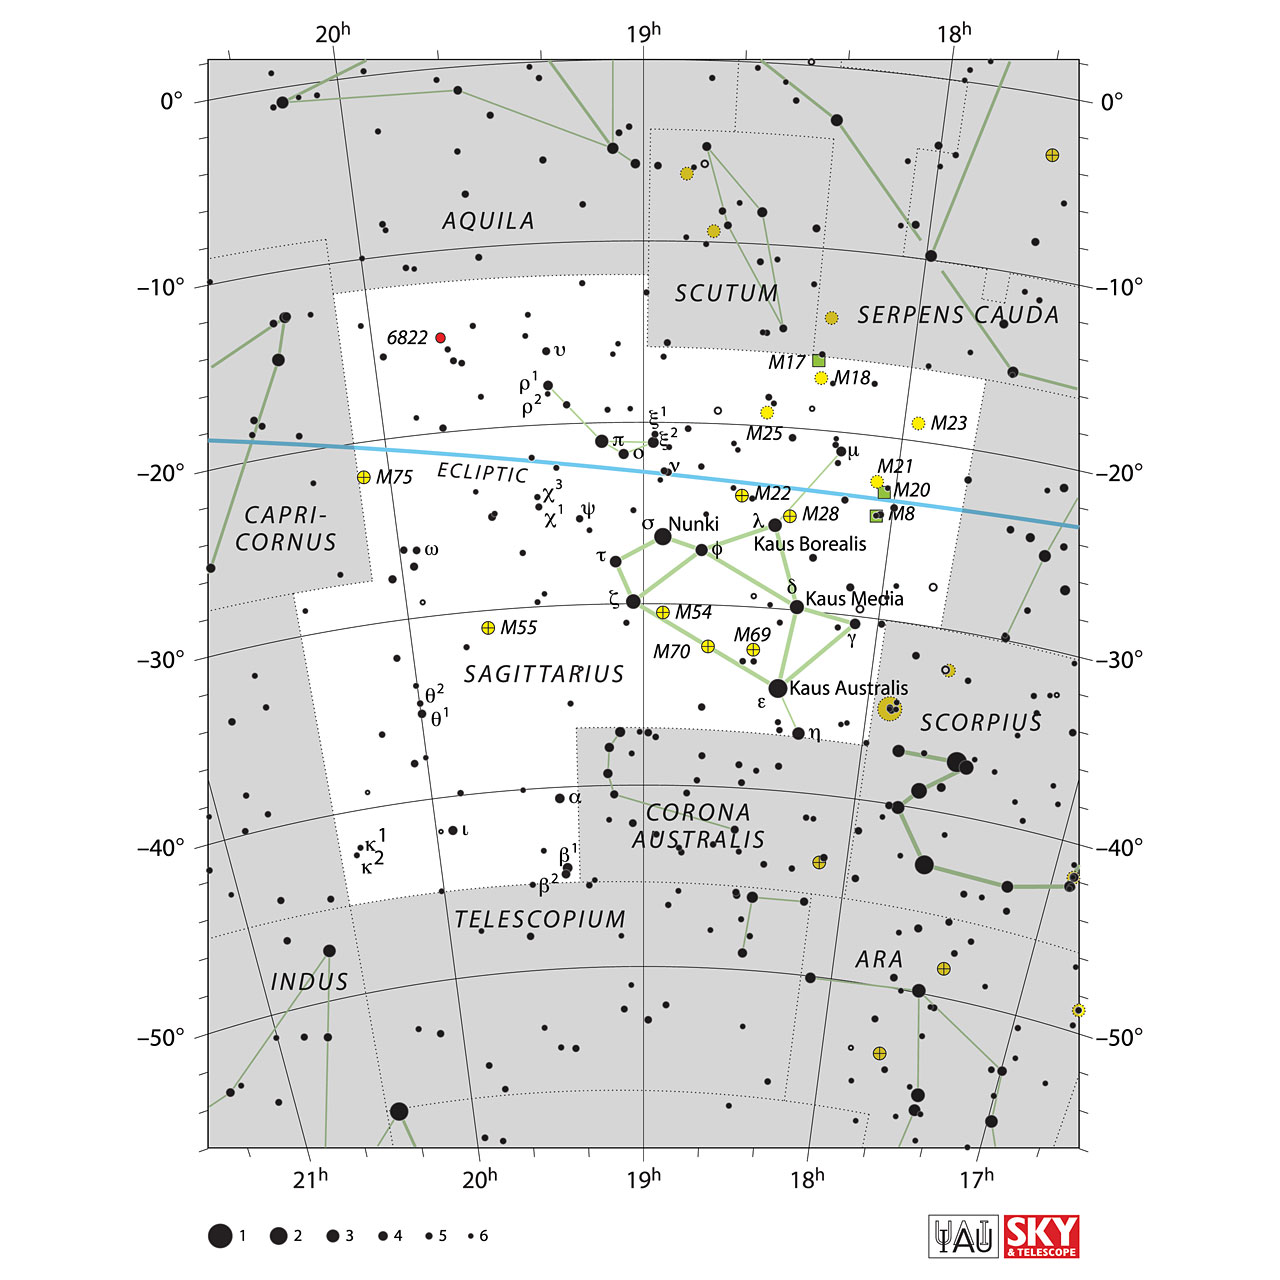 20h 19h 18h
0° 0°
AQUILA
–10° –10°
SCUTUM
SERPENS CAUDA
6822
υ
M17
M18
ρ1
ρ2
ξ1
M25
M23
π
ο
ξ2
μ
ECLIPTIC
ν
–20° –20°
M75
M21
M20
χ3
χ1
ψ
M22
M28
M8
CAPRI-
CORNUS
σ Nunki
λ
Kaus Borealis
ω
τ
φ
δ
Kaus Media
ζ
M54
M55
M69
M70
γ
–30° –30°
SAGITTARIUS
Kaus Australis
ε
θ2
θ1
SCORPIUS
η
α
CORONA
AUSTRALIS
ι
κ1
κ2
β1
β2
–40° –40°
TELESCOPIUM
ARA
INDUS
–50° –50°
21h 20h 19h 18h 17h
1 2 3 4 5 6
IAU
SKY
& TELESCOPE